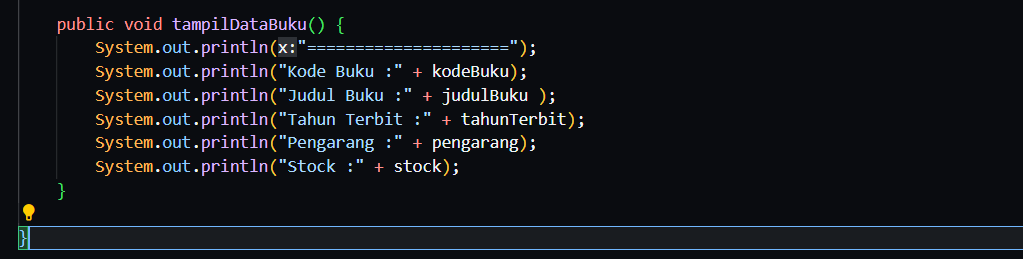 public void tampilDataBuku() {
System.out.println(x:"=====================");
System.out.println("Kode Buku :" + kodeBuku);
System.out.println("Judul Buku :" + judulBuku );
System.out.println("Tahun Terbit :" + tahunTerbit);
System.out.println("Pengarang :" + pengarang);
System.out.println("Stock :" + stock);
}
}